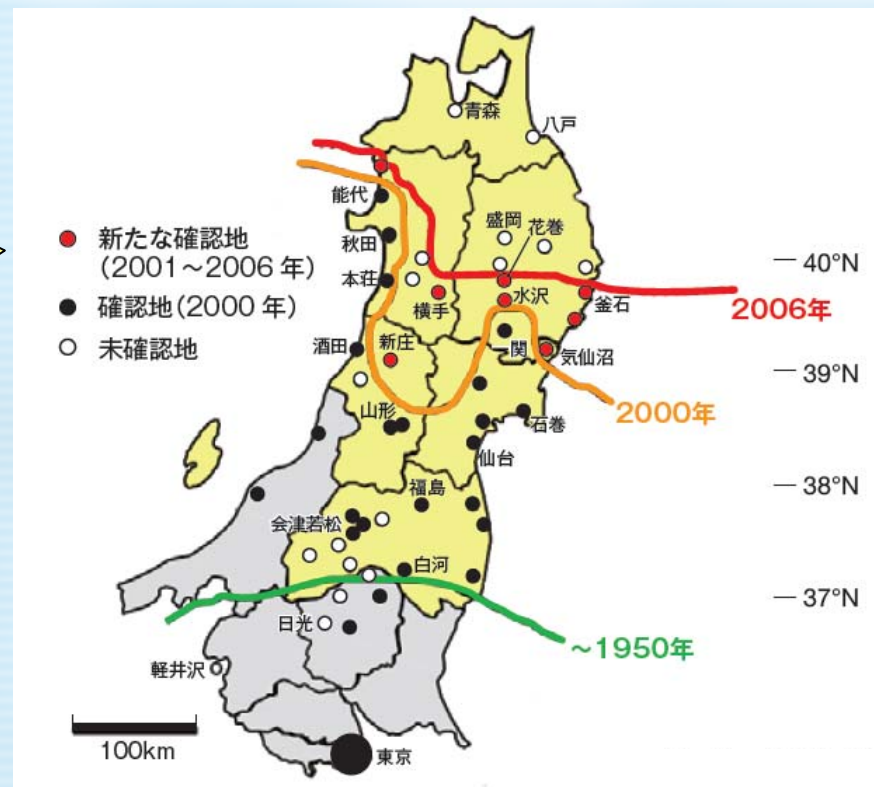 青森
八戸
能代
秋田
本荘
盛岡
花巻
横手
水沢
釜石
酒田
新庄
一関
気仙沼
山形
石巻
仙台
福島
会津若松
白河
日光
軽井沢
東京
新たな確認地
(2001～2006年)
確認地(2000年)
未確認地
40°N
2006年
39°N
2000年
38°N
37°N
～1950年
100km